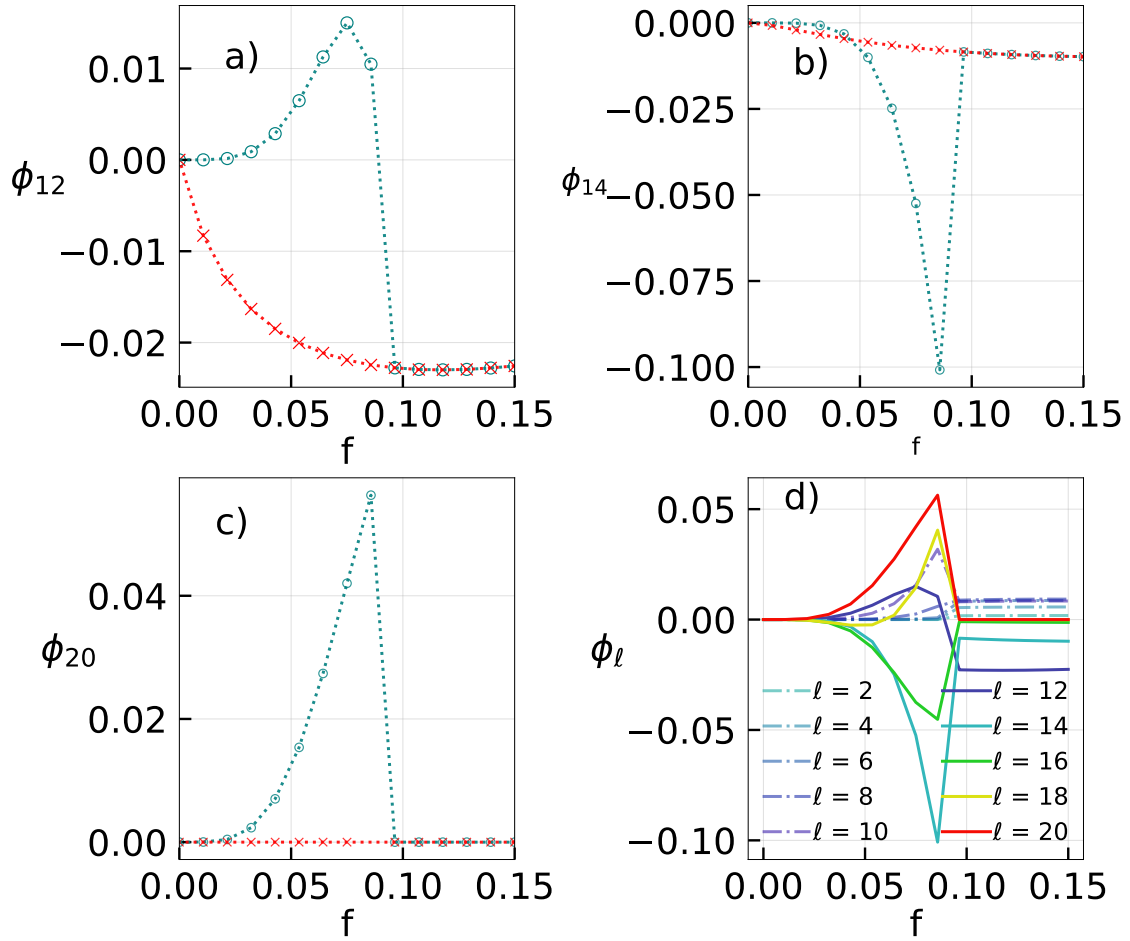 a)
0.01
0.00
−0.01
−0.02
ϕ12
0.00 0.05 0.10 0.15
f
b)
0.000
−0.025
−0.050
−0.075
−0.100
ϕ14
0.00 0.05 0.10 0.15
f
c)
0.04
0.02
0.00
ϕ20
0.00 0.05 0.10 0.15
f
d)
0.05
0.00
−0.05
−0.10
ϕℓ
ℓ = 2
ℓ = 4
ℓ = 6
ℓ = 8
ℓ = 10
ℓ = 12
ℓ = 14
ℓ = 16
ℓ = 18
ℓ = 20
0.00 0.05 0.10 0.15
f